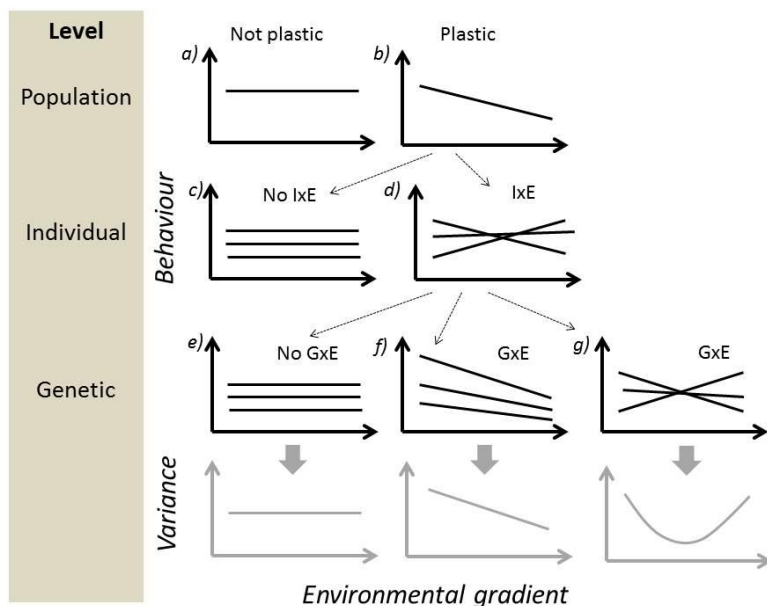 Level
Not plastic
Plastic
a)
b)
Population
Behaviour
c)
No IxE
d)
IxE
Individual
e)
No GxE
f)
GxE
g)
GxE
Genetic
Variance
Environmental gradient